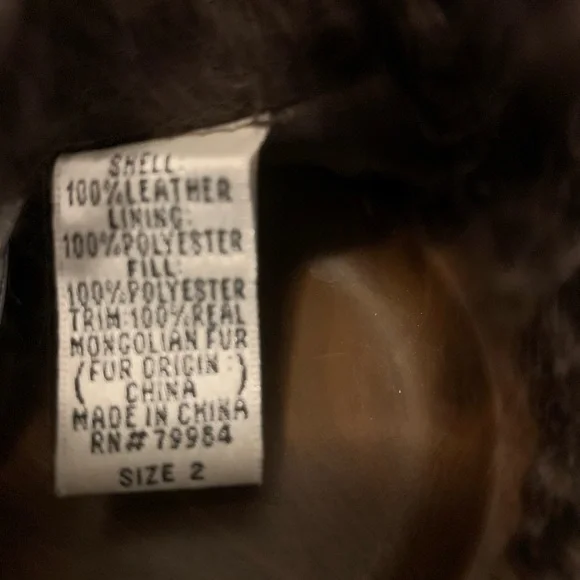 SHELL:
100%LEATHER
LINING:
100%POLYESTER
FILL:
100%POLYESTER
TRIM:100%REAL
MONGOLIAN FUR
(FUR ORIGIN:)
CHINA
MADE IN CHINA
RN# 79984
SIZE 2